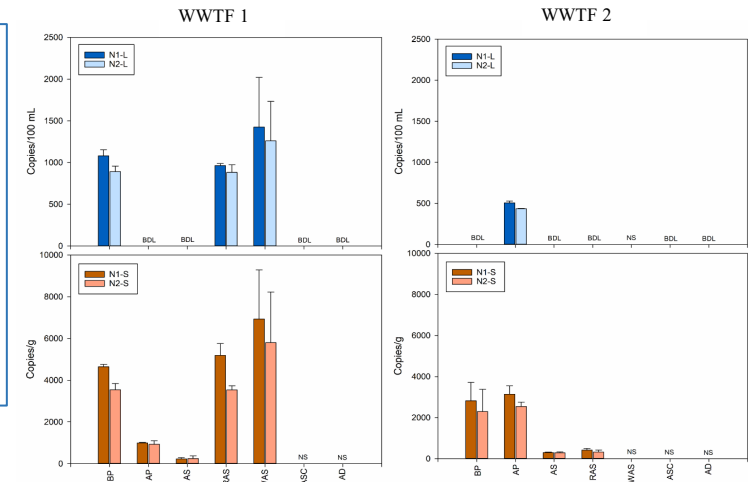 WWTF 1
WWTF 2
2500
2000
1500
1000
500
0
Copies/100 mL
N1-L
N2-L
BDL BDL BDL BDL
2500
2000
1500
1000
500
0
Copies/100 mL
N1-L
N2-L
BDL BDL BDL NS BDL BDL
10000
8000
6000
4000
2000
0
Copies/g
N1-S
N2-S
NS NS
BP AP AS RAS AD
10000
8000
6000
4000
2000
0
Copies/g
N1-S
N2-S
NS NS NS
BP AP AS RAS WAS ASC AD